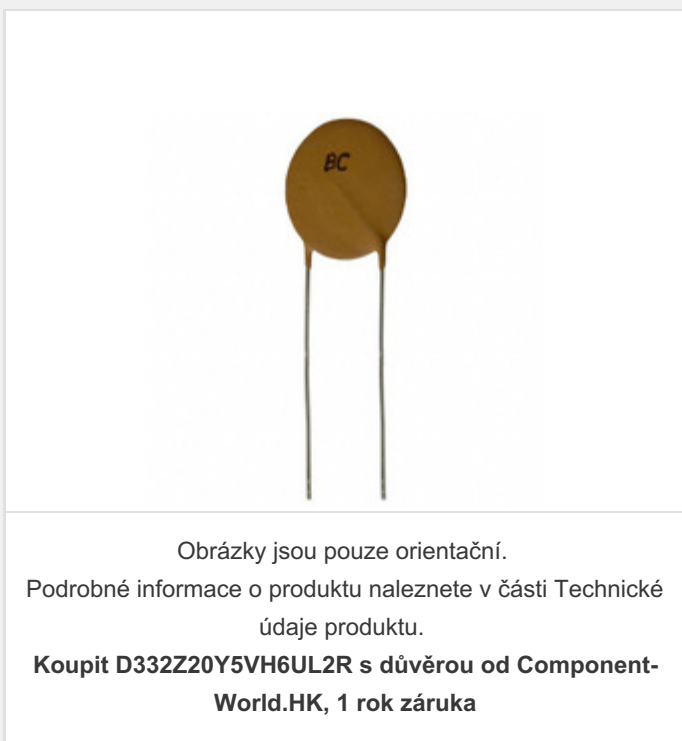 BC
Obrázky jsou pouze orientační.
Podrobné informace o produktu naleznete v části Technické
údaje produktu.
Koupit D332Z20Y5VH6UL2R s důvěrou od Component-
World.HK, 1 rok záruka